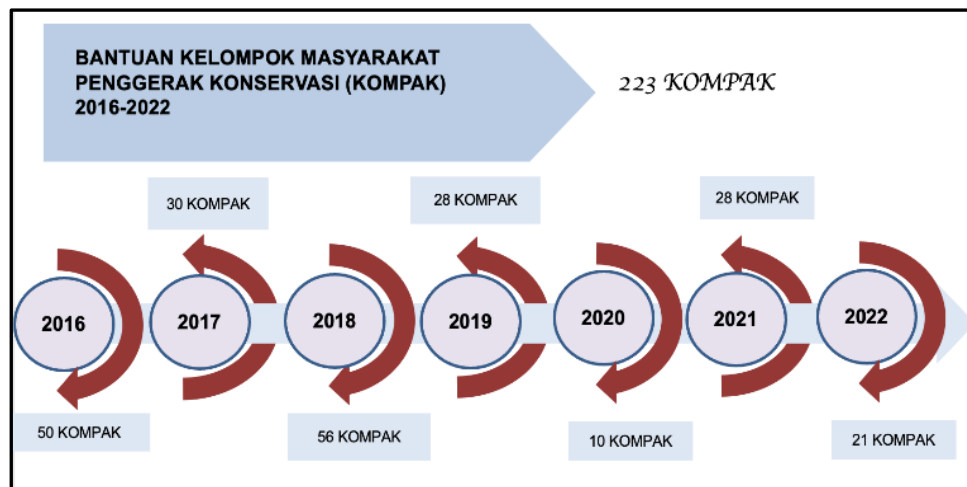 BANTUAN KELOMPOK MASYARAKAT
PENGGERAK KONSERVASI (KOMPAK)
2016-2022
223 KOMPAK
30 KOMPAK
28 KOMPAK
28 KOMPAK
2016
2017
2018
2019
2020
2021
2022
50 KOMPAK
56 KOMPAK
10 KOMPAK
21 KOMPAK